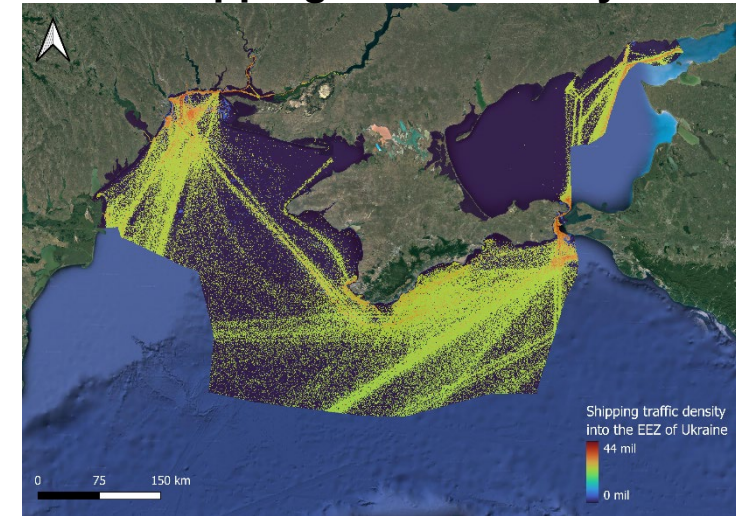 Shipping traffic density
into the EEZ of Ukraine
44 mil
0 mil
0 75 150 km